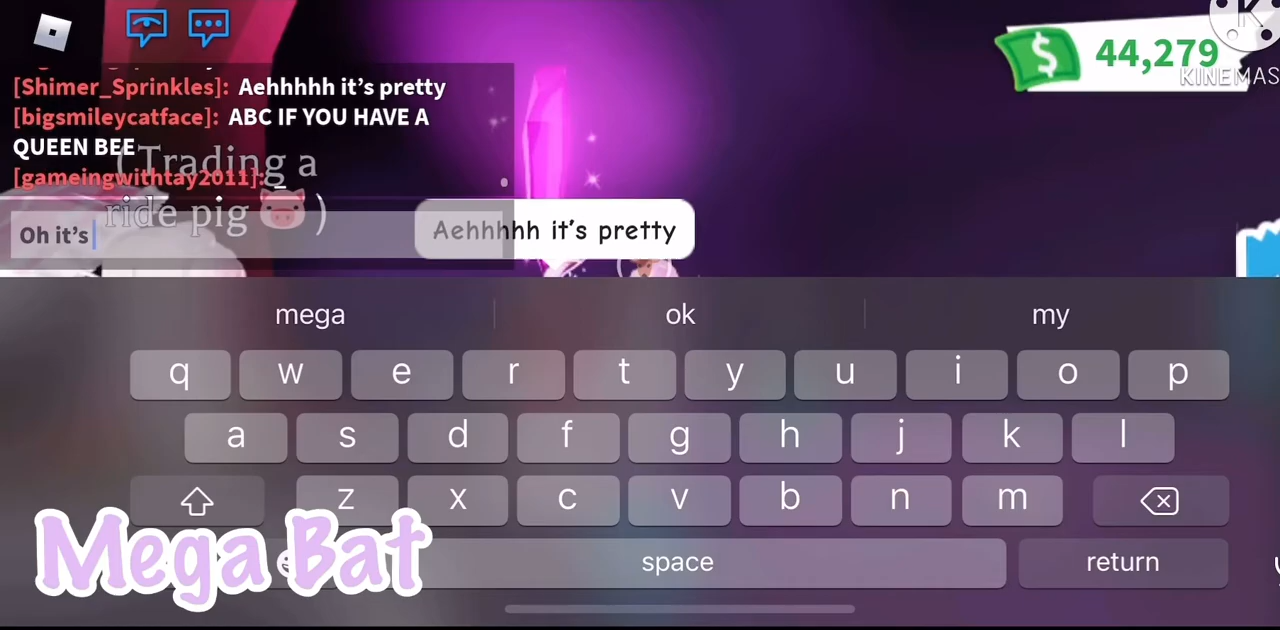 44,279
KINEMAS
[Shimer_Sprinkles]: Aehhhhh it's pretty
[bigsmileycatface]: ABC IF YOU HAVE A
QUEEN BEE
[gameingwithtay2011]: _
(Trading a
ride pig 🐷)
Oh it's
Aehhhhh it's pretty
mega ok my
q w e r t y u i o p
a s d f g h j k l
z x c v b n m
space return
Mega Bat